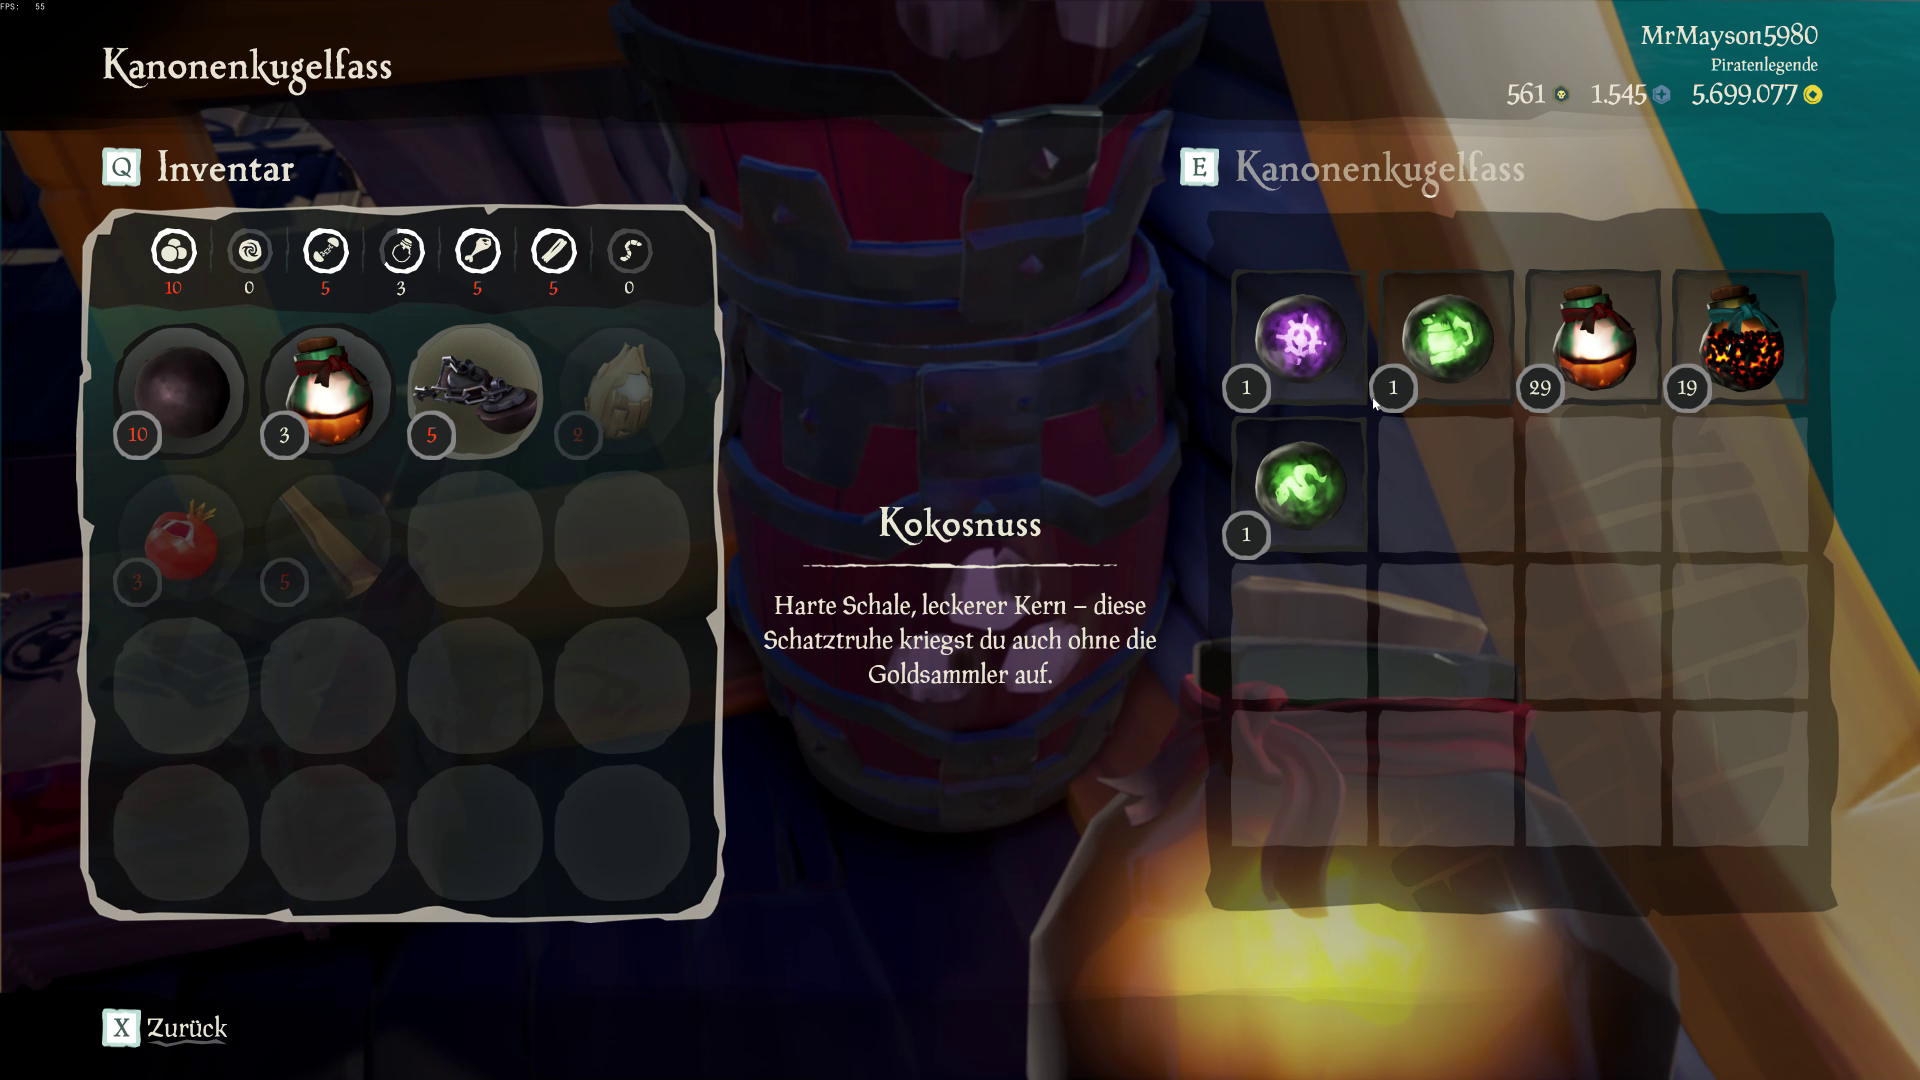 FPS: 55
Kanonenkugelfass
MrMayson5980
Piratenlegende
561 1.545 5.699.077
Q Inventar
E Kanonenkugelfass
10 0 5 3 5 5 0
10 3 5 2
1 1 29 19
3 5
1
Kokosnuss
Harte Schale, leckerer Kern – diese
Schatztruhe kriegst du auch ohne die
Goldsammler auf.
X Zurück